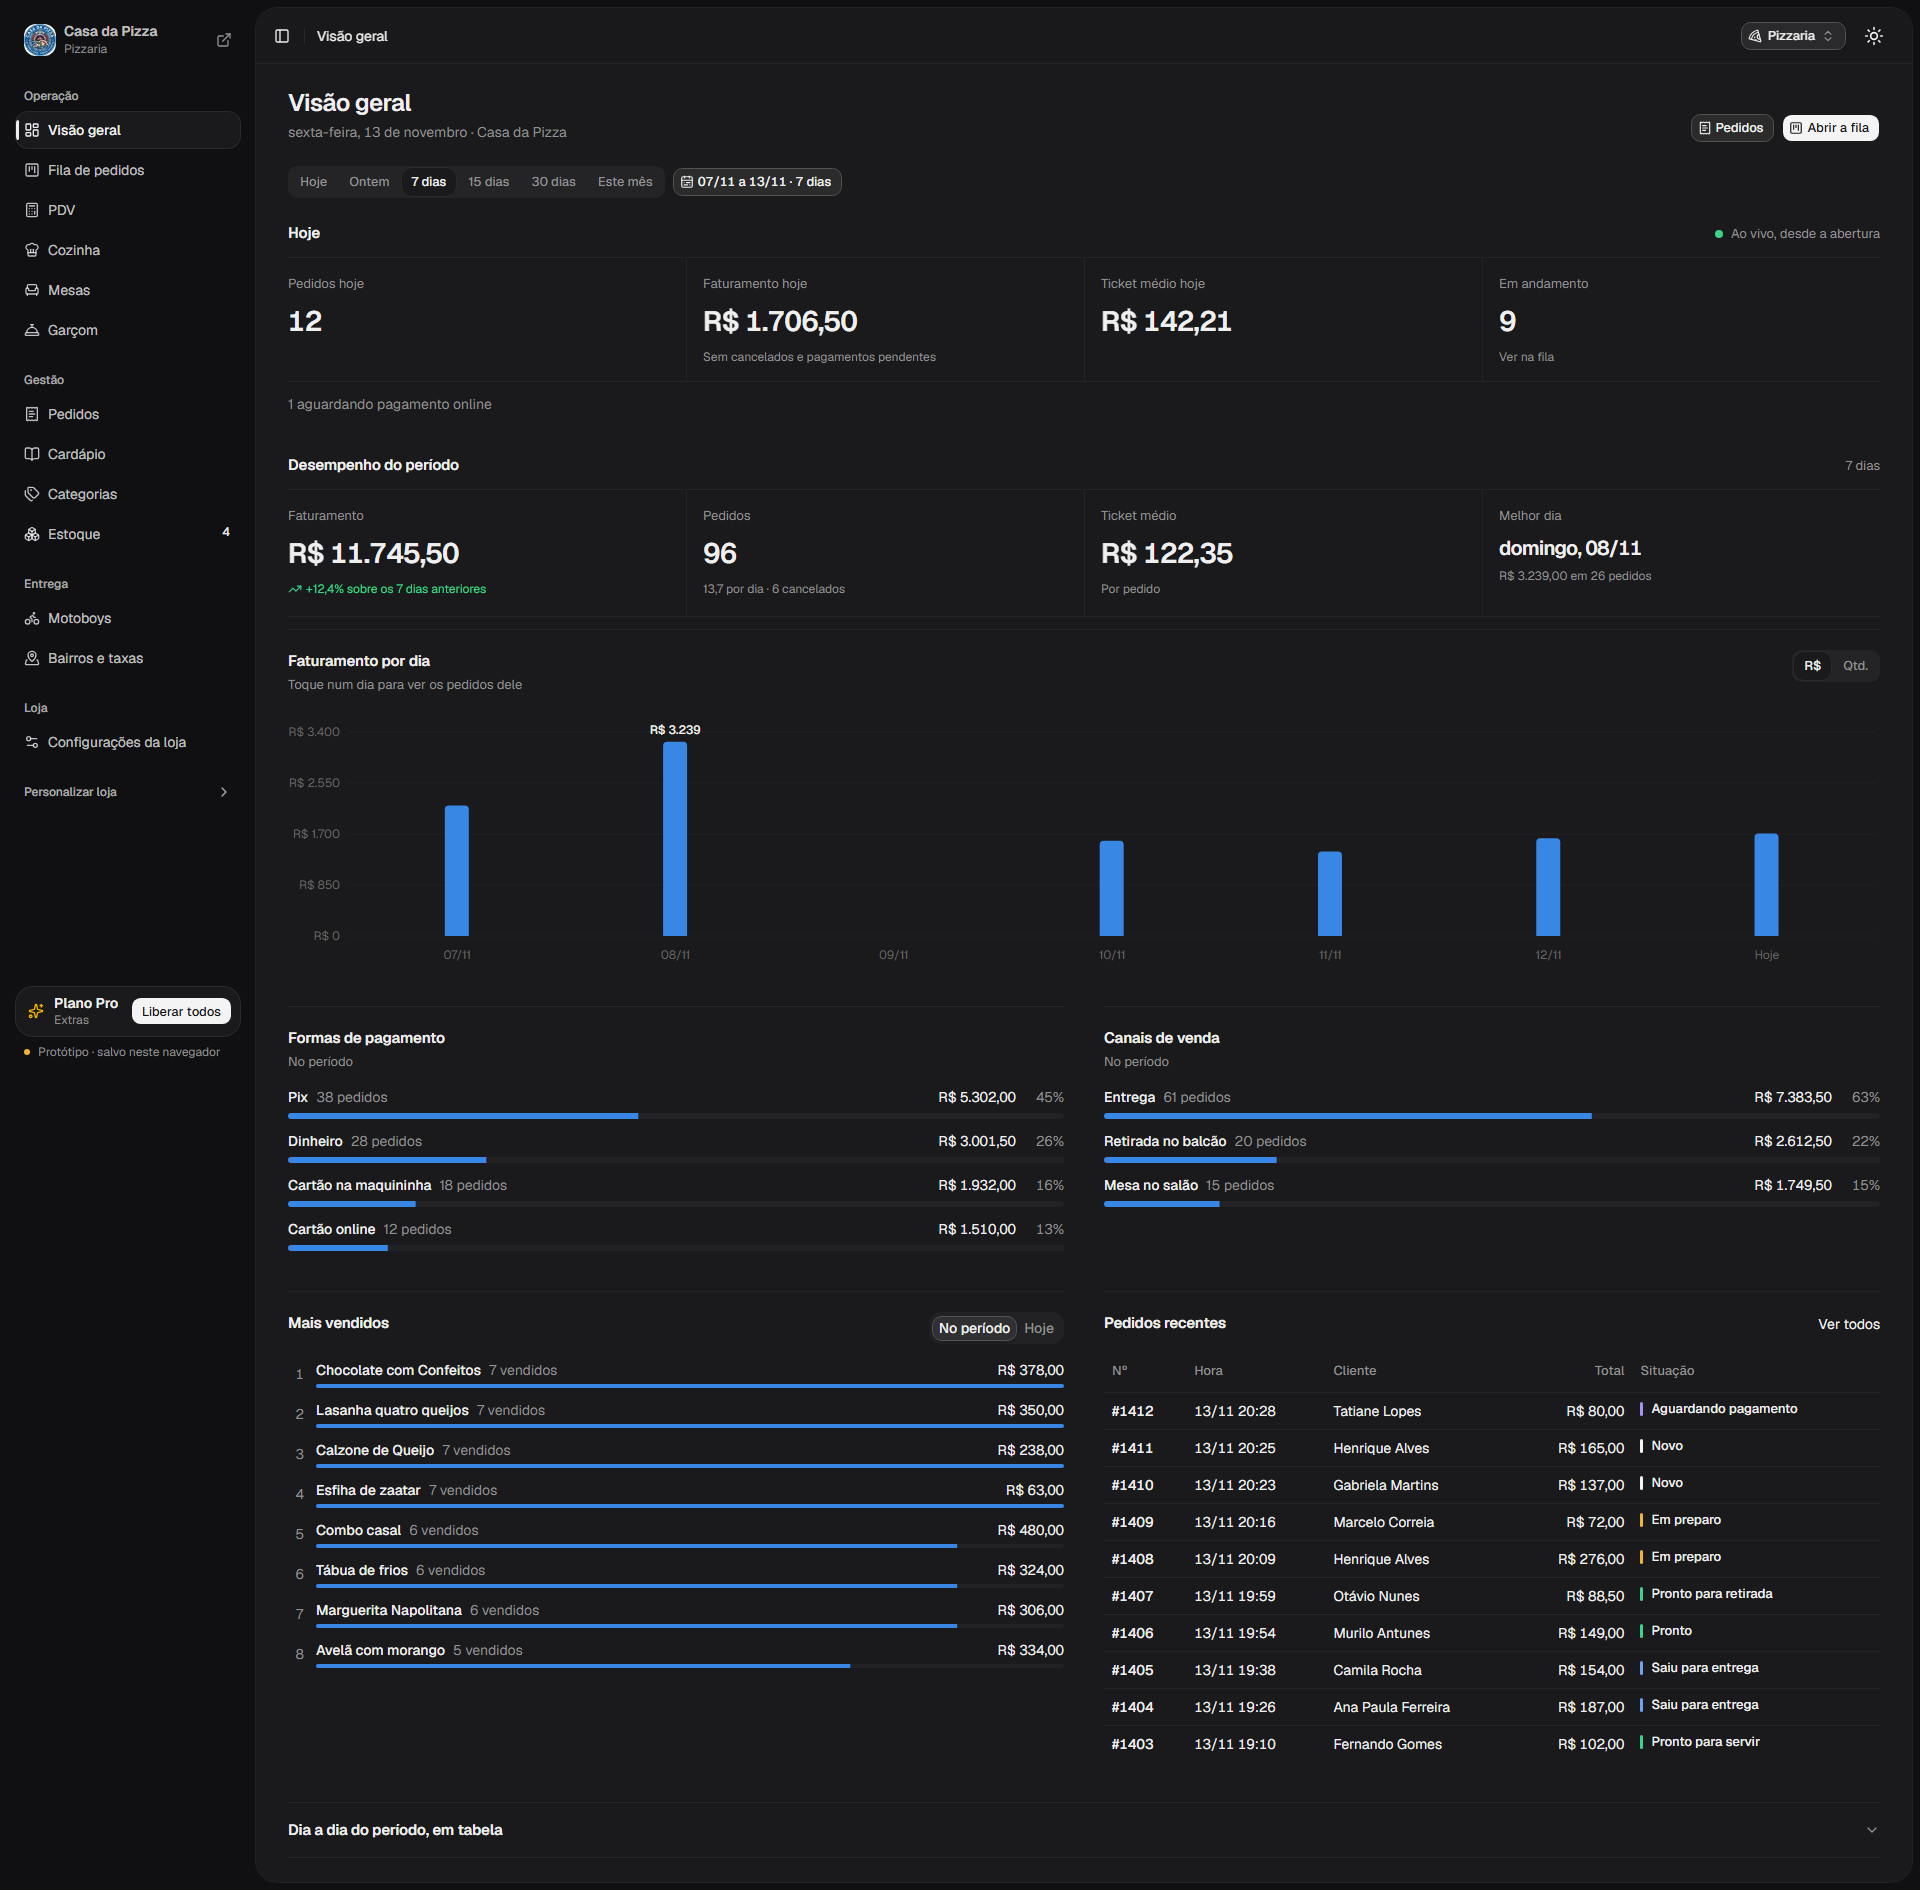 Casa da Pizza
Pizzaria
Operação
Visão geral
Fila de pedidos
PDV
Cozinha
Mesas
Garçom
Gestão
Pedidos
Cardápio
Categorias
Estoque 4
Entrega
Motoboys
Bairros e taxas
Loja
Configurações da loja
Personalizar loja
Plano Pro
Extras
Liberar todos
Protótipo · salvo neste navegador
Visão geral
Pizzaria
Visão geral
sexta-feira, 13 de novembro · Casa da Pizza
Pedidos
Abrir a fila
Hoje Ontem 7 dias 15 dias 30 dias Este mês
07/11 a 13/11 · 7 dias
Hoje
Ao vivo, desde a abertura
Pedidos hoje
12
Faturamento hoje
R$ 1.706,50
Sem cancelados e pagamentos pendentes
Ticket médio hoje
R$ 142,21
Em andamento
9
Ver na fila
1 aguardando pagamento online
Desempenho do período
7 dias
Faturamento
R$ 11.745,50
+12,4% sobre os 7 dias anteriores
Pedidos
96
13,7 por dia · 6 cancelados
Ticket médio
R$ 122,35
Por pedido
Melhor dia
domingo, 08/11
R$ 3.239,00 em 26 pedidos
Faturamento por dia
Toque num dia para ver os pedidos dele
R$ Qtd.
R$ 3.400
R$ 2.550
R$ 1.700
R$ 850
R$ 0
R$ 3.239
07/11 08/11 09/11 10/11 11/11 12/11 Hoje
Formas de pagamento
No período
Pix 38 pedidos R$ 5.302,00 45%
Dinheiro 28 pedidos R$ 3.001,50 26%
Cartão na maquininha 18 pedidos R$ 1.932,00 16%
Cartão online 12 pedidos R$ 1.510,00 13%
Canais de venda
No período
Entrega 61 pedidos R$ 7.383,50 63%
Retirada no balcão 20 pedidos R$ 2.612,50 22%
Mesa no salão 15 pedidos R$ 1.749,50 15%
Mais vendidos
No período Hoje
1 Chocolate com Confeitos 7 vendidos R$ 378,00
2 Lasanha quatro queijos 7 vendidos R$ 350,00
3 Calzone de Queijo 7 vendidos R$ 238,00
4 Esfiha de zaatar 7 vendidos R$ 63,00
5 Combo casal 6 vendidos R$ 480,00
6 Tábua de frios 6 vendidos R$ 324,00
7 Marguerita Napolitana 6 vendidos R$ 306,00
8 Avelã com morango 5 vendidos R$ 334,00
Pedidos recentes
Ver todos
Nº Hora Cliente Total Situação
#1412 13/11 20:28 Tatiane Lopes R$ 80,00 Aguardando pagamento
#1411 13/11 20:25 Henrique Alves R$ 165,00 Novo
#1410 13/11 20:23 Gabriela Martins R$ 137,00 Novo
#1409 13/11 20:16 Marcelo Correia R$ 72,00 Em preparo
#1408 13/11 20:09 Henrique Alves R$ 276,00 Em preparo
#1407 13/11 19:59 Otávio Nunes R$ 88,50 Pronto para retirada
#1406 13/11 19:54 Murilo Antunes R$ 149,00 Pronto
#1405 13/11 19:38 Camila Rocha R$ 154,00 Saiu para entrega
#1404 13/11 19:26 Ana Paula Ferreira R$ 187,00 Saiu para entrega
#1403 13/11 19:10 Fernando Gomes R$ 102,00 Pronto para servir
Dia a dia do período, em tabela